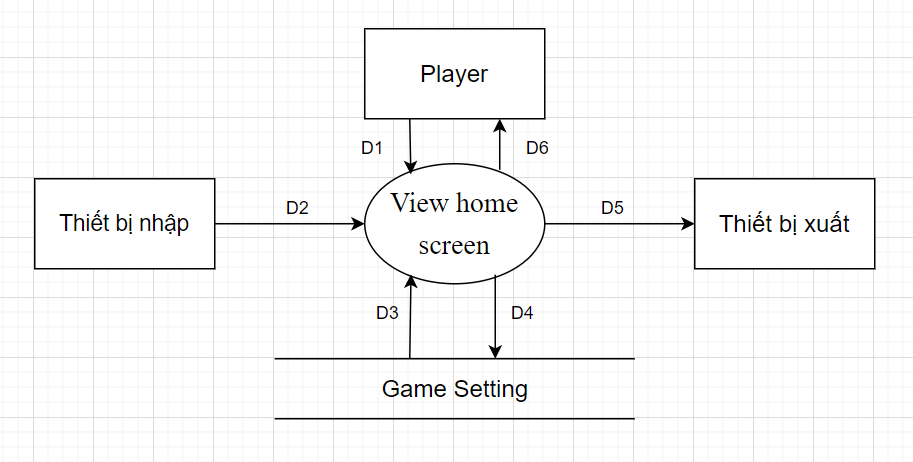 Player
D1
D6
Thiết bị nhập
D2
View home
screen
D5
Thiết bị xuất
D3
D4
Game Setting